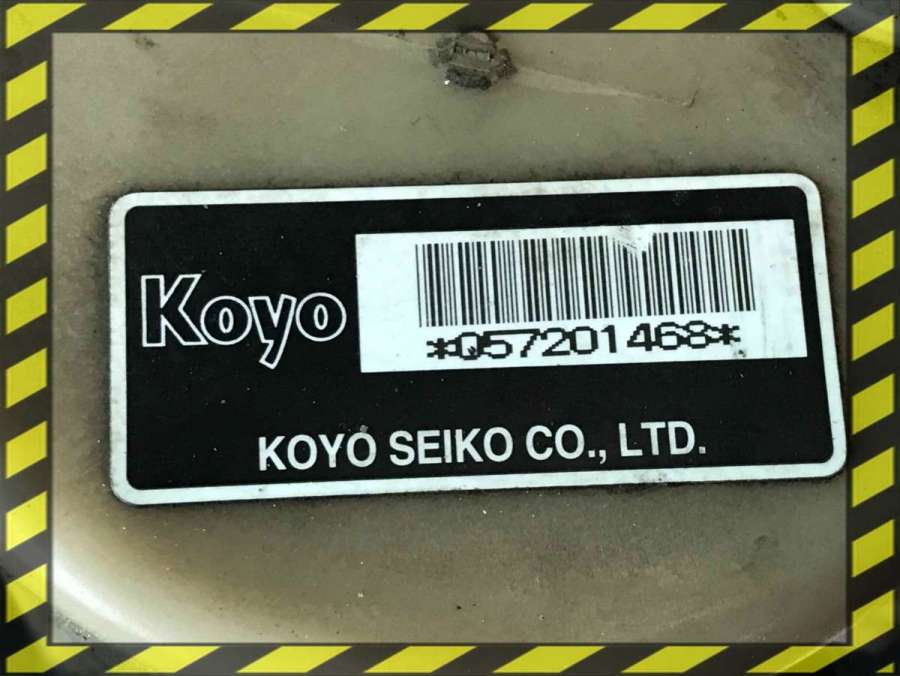 Koyo
*Q57201468*
KOYO SEIKO CO., LTD.